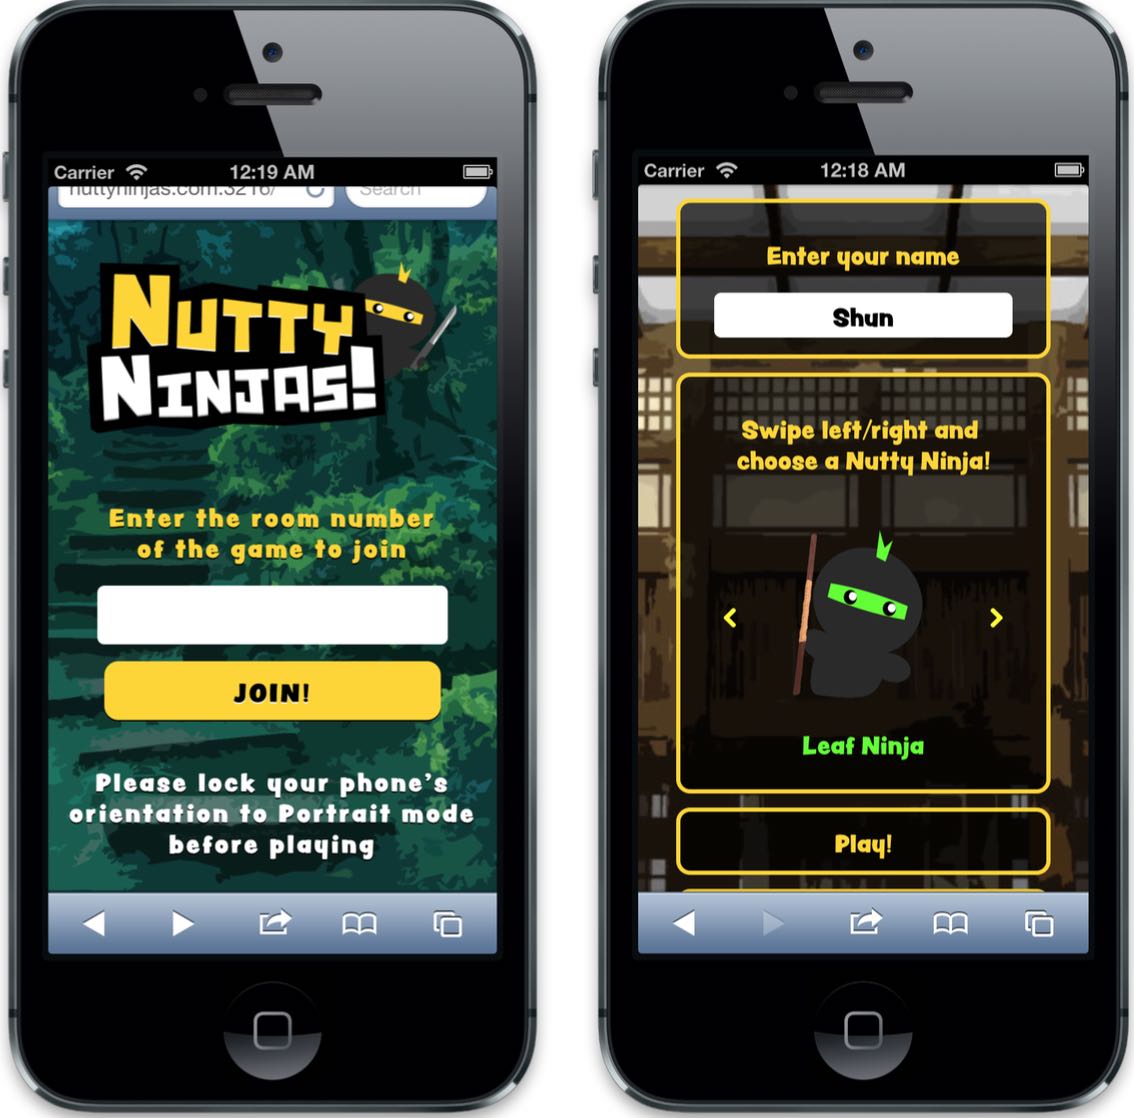 Carrier
12:19 AM
nuttyninjas.com:3216/
Search
NUTTY
NINJAS!
Enter the room number
of the game to join
JOIN!
Please lock your phone's
orientation to Portrait mode
before playing
Carrier
12:18 AM
Enter your name
Shun
Swipe left/right and
choose a Nutty Ninja!
Leaf Ninja
Play!